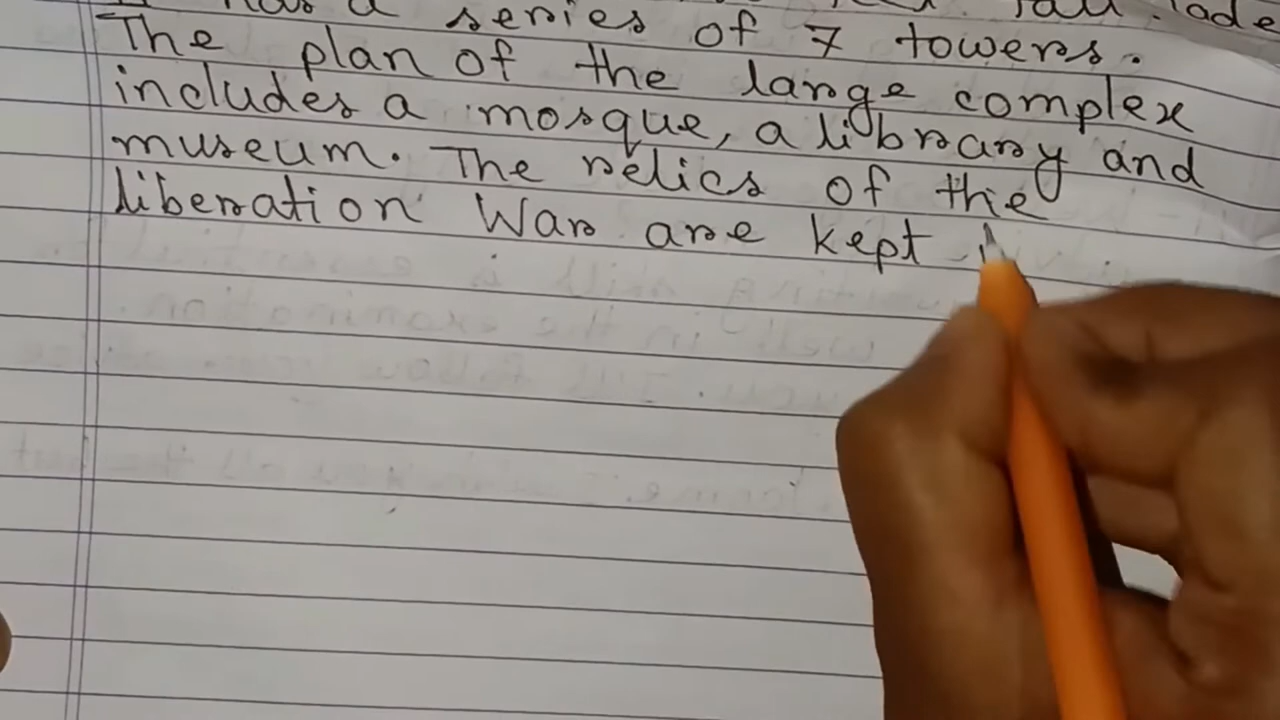 has a series of 7 towers.
The plan of the large complex
includes a mosque, a library and
museum. The relics of the
liberation War are kept i